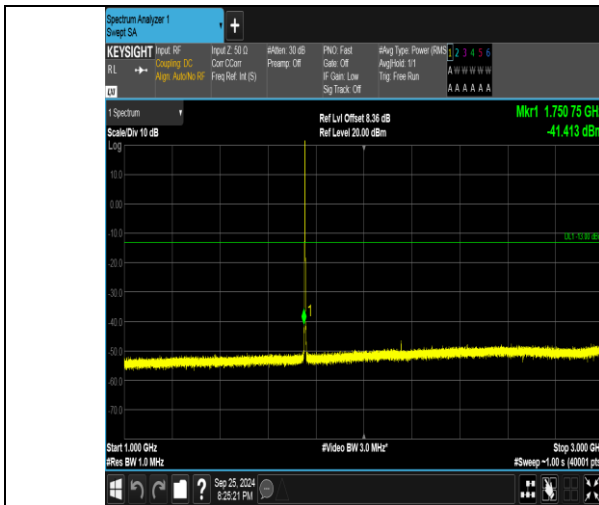 Spectrum Analyzer 1
Swept SA
KEYSIGHT
RL
Input: RF
Coupling: DC
Align: Auto/No RF
Input Z: 50 Ω
Corr CCorr
Freq Ref: Int (S)
#Atten: 30 dB
Preamp: Off
PNO: Fast
Gate: Off
IF Gain: Low
Sig Track: Off
#Avg Type: Power (RMS
Avg|Hold: 1/1
Trig: Free Run
1 2 3 4 5 6
A W W W W W
A A A A A A
1 Spectrum
Scale/Div 10 dB
Ref Lvl Offset 8.36 dB
Ref Level 20.00 dBm
Mkr1 1.750 75 GH
-41.413 dBm
Log
10.0
0.00
-10.0
DL1 -13.00 dBm
-20.0
-30.0
1
-40.0
-50.0
-60.0
-70.0
Start 1.000 GHz
#Res BW 1.0 MHz
#Video BW 3.0 MHz*
Stop 3.000 GH
#Sweep ~1.00 s (40001 pts
Sep 25, 2024
8:25:21 PM